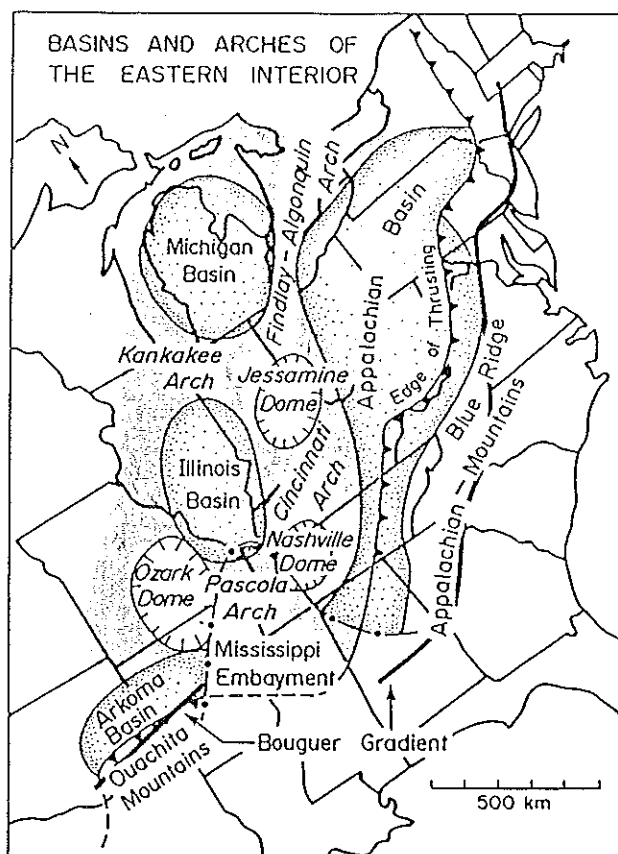 BASINS AND ARCHES OF
THE EASTERN INTERIOR
N
Michigan
Basin
Findlay-Algonquin
Arch
Appalachian
Basin
Edge of Thrusting
Kankakee
Arch
Jessamine
Dome
Cincinnati
Arch
Blue Ridge
Appalachian - Mountains
Illinois
Basin
Nashville
Dome
Ozark
Dome
Pascola
Arch
Mississippi
Embayment
Arkoma
Basin
Ouachita
Mountains
Bouguer Gradient
500 km